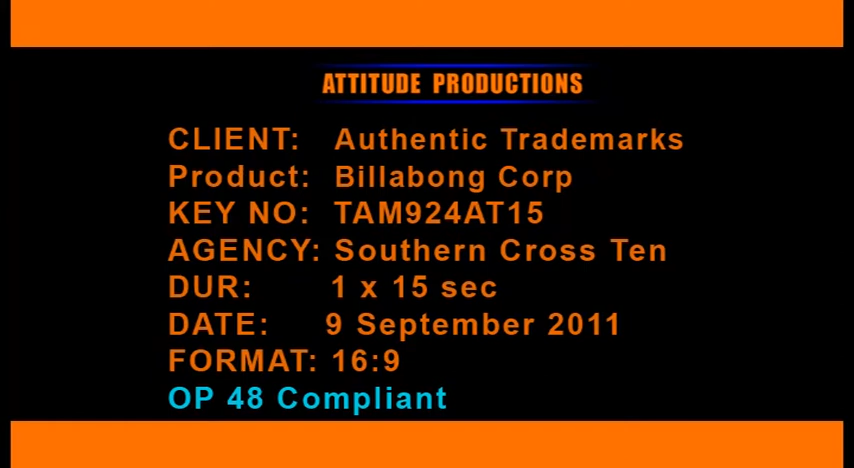 ATTITUDE PRODUCTIONS
CLIENT: Authentic Trademarks
Product: Billabong Corp
KEY NO: TAM924AT15
AGENCY: Southern Cross Ten
DUR: 1 x 15 sec
DATE: 9 September 2011
FORMAT: 16:9
OP 48 Compliant